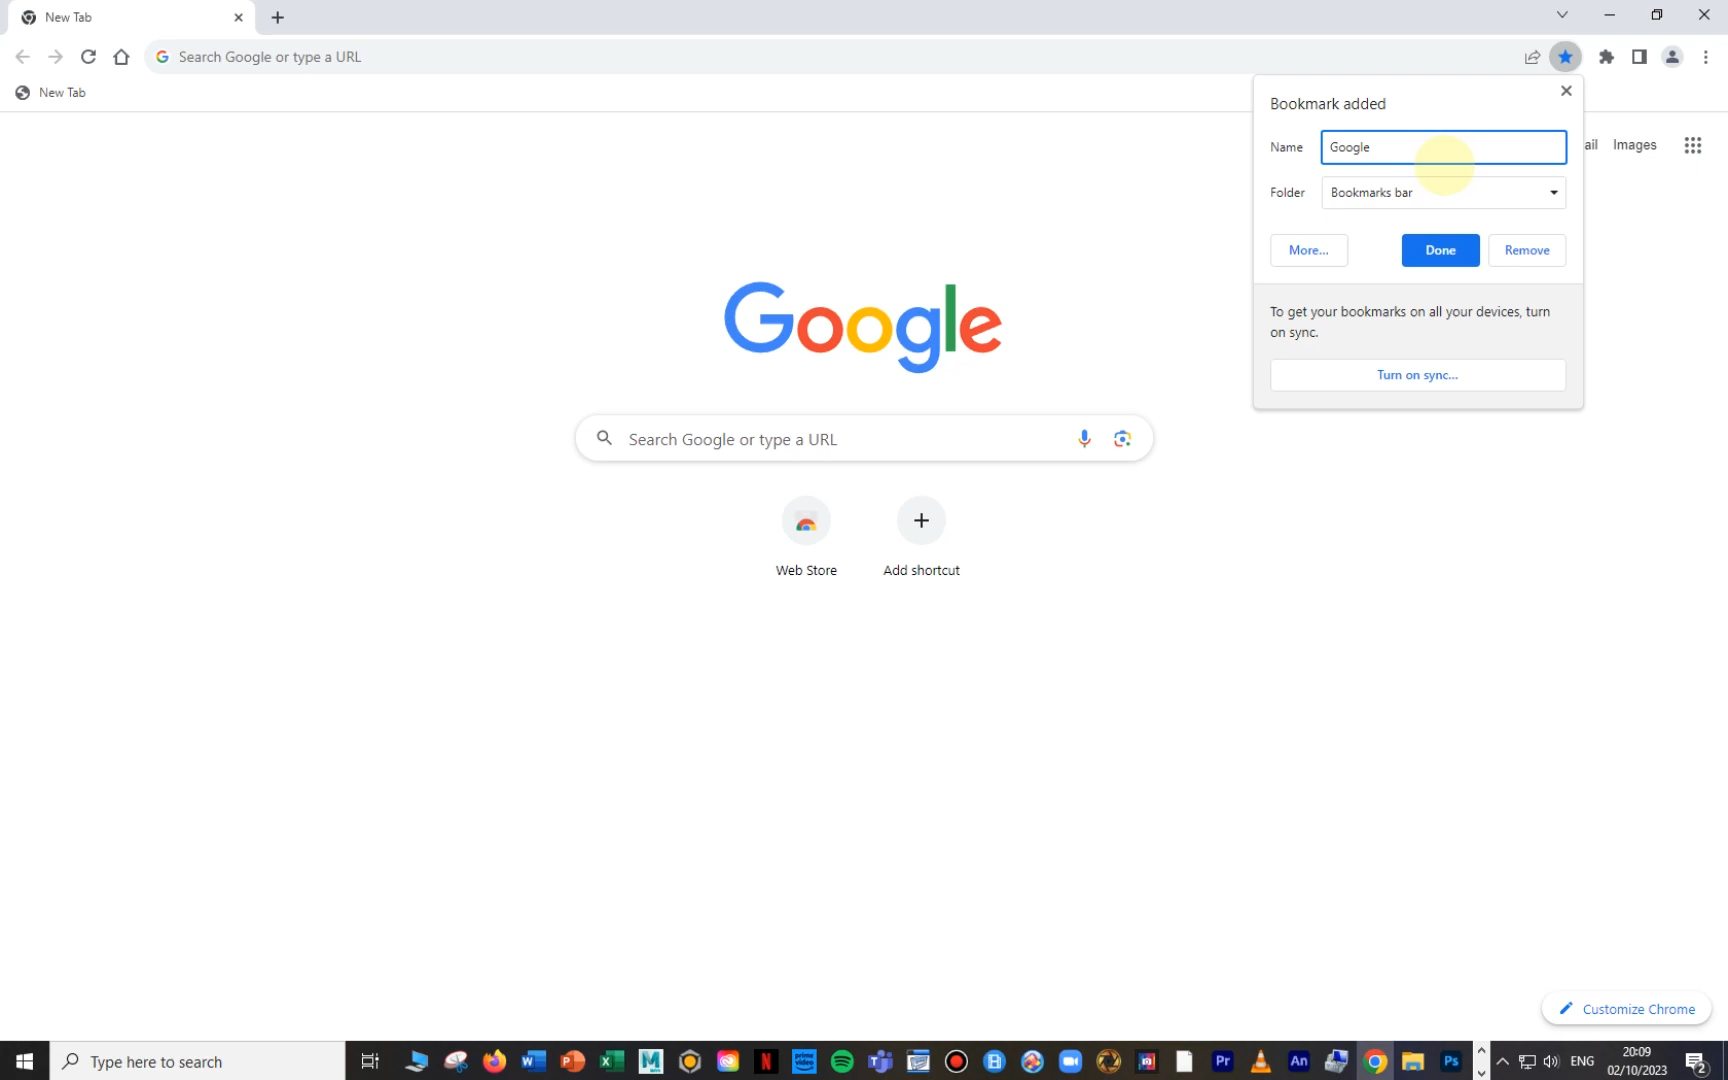 New Tab
Search Google or type a URL
New Tab
Bookmark added
Name Google
Folder Bookmarks bar
More... Done Remove
To get your bookmarks on all your devices, turn
on sync.
Turn on sync...
ail Images
Google
Search Google or type a URL
Web Store Add shortcut
Customize Chrome
Type here to search
ENG
20:09
02/10/2023
2